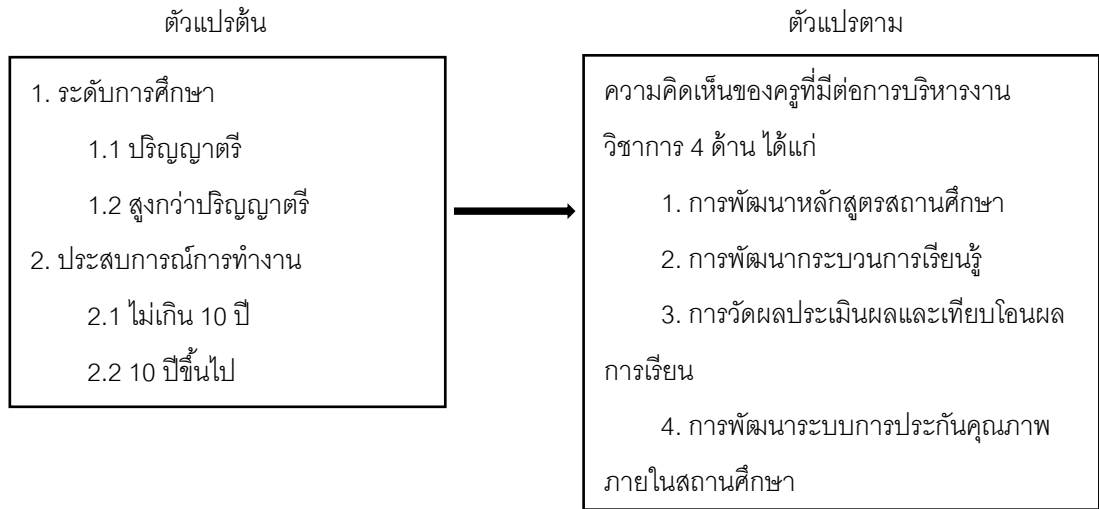 ตัวแปรต้น
1. ระดับการศึกษา
1.1 ปริญญาตรี
1.2 สูงกว่าปริญญาตรี
2. ประสบการณ์การทำงาน
2.1 ไม่เกิน 10 ปี
2.2 10 ปีขึ้นไป
ตัวแปรตาม
ความคิดเห็นของครูที่มีต่อการบริหารงาน
วิชาการ 4 ด้าน ได้แก่
1. การพัฒนาหลักสูตรสถานศึกษา
2. การพัฒนากระบวนการเรียนรู้
3. การวัดผลประเมินผลและเทียบโอนผล
การเรียน
4. การพัฒนาระบบการประกันคุณภาพ
ภายในสถานศึกษา